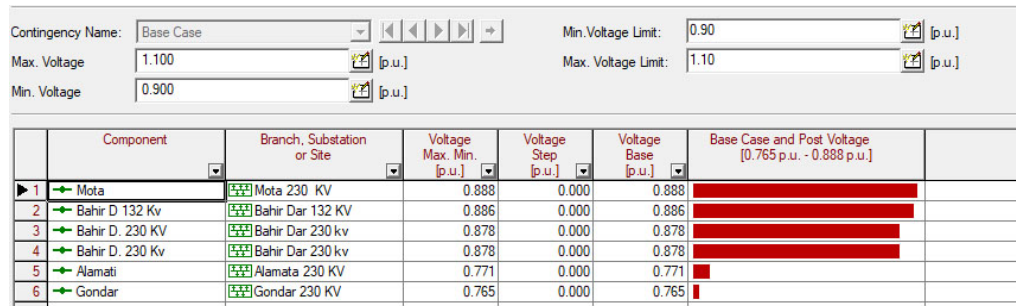 Contingency Name: Base Case Min.Voltage Limit: 0.90 [p.u.]
Max. Voltage 1.100 [p.u.] Max. Voltage Limit: 1.10 [p.u.]
Min. Voltage 0.900 [p.u.]
Component Branch, Substation or Site Voltage Max. Min. [p.u.] Voltage Step [p.u.] Voltage Base [p.u.] Base Case and Post Voltage [0.765 p.u. - 0.888 p.u.]
1 Mota Mota 230 KV 0.888 0.000 0.888
2 Bahir D 132 Kv Bahir Dar 132 KV 0.886 0.000 0.886
3 Bahir D. 230 KV Bahir Dar 230 kv 0.878 0.000 0.878
4 Bahir D. 230 Kv Bahir Dar 230 kv 0.878 0.000 0.878
5 Alamati Alamata 230 KV 0.771 0.000 0.771
6 Gondar Gondar 230 KV 0.765 0.000 0.765